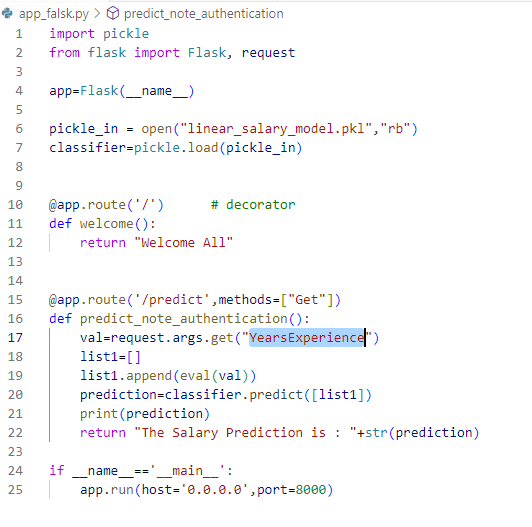 app_falsk.py > predict_note_authentication
1 import pickle
2 from flask import Flask, request
3
4 app=Flask(__name__)
5
6 pickle_in = open("linear_salary_model.pkl","rb")
7 classifier=pickle.load(pickle_in)
8
9
10 @app.route('/')      # decorator
11 def welcome():
12     return "Welcome All"
13
14
15 @app.route('/predict',methods=["Get"])
16 def predict_note_authentication():
17     val=request.args.get("YearsExperience")
18     list1=[]
19     list1.append(eval(val))
20     prediction=classifier.predict([list1])
21     print(prediction)
22     return "The Salary Prediction is : "+str(prediction)
23
24 if __name__=='__main__':
25     app.run(host='0.0.0.0',port=8000)